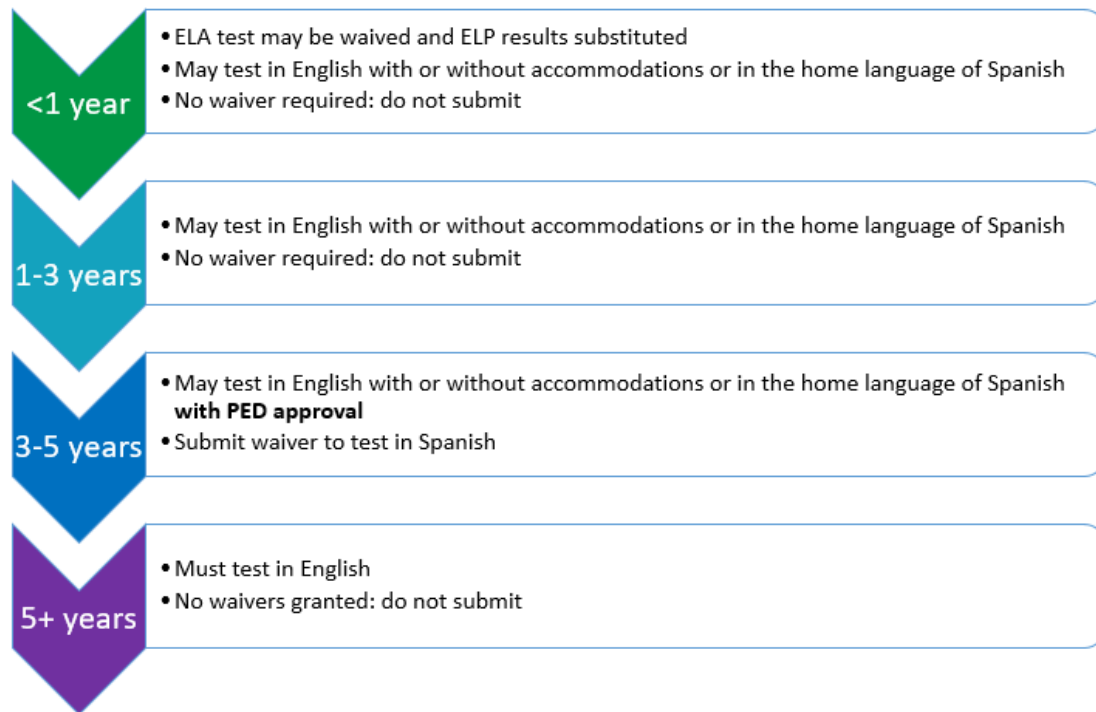 <1 year
• ELA test may be waived and ELP results substituted
• May test in English with or without accommodations or in the home language of Spanish
• No waiver required: do not submit
1-3 years
• May test in English with or without accommodations or in the home language of Spanish
• No waiver required: do not submit
3-5 years
• May test in English with or without accommodations or in the home language of Spanish
with PED approval
• Submit waiver to test in Spanish
5+ years
• Must test in English
• No waivers granted: do not submit